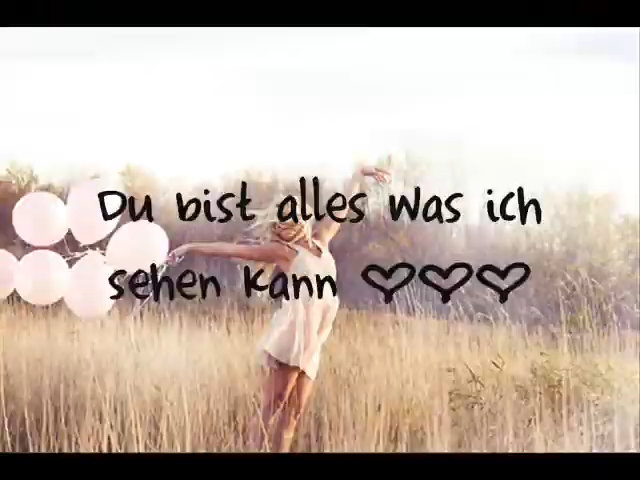 Du bist alles was ich
sehen kann ♡♡♡